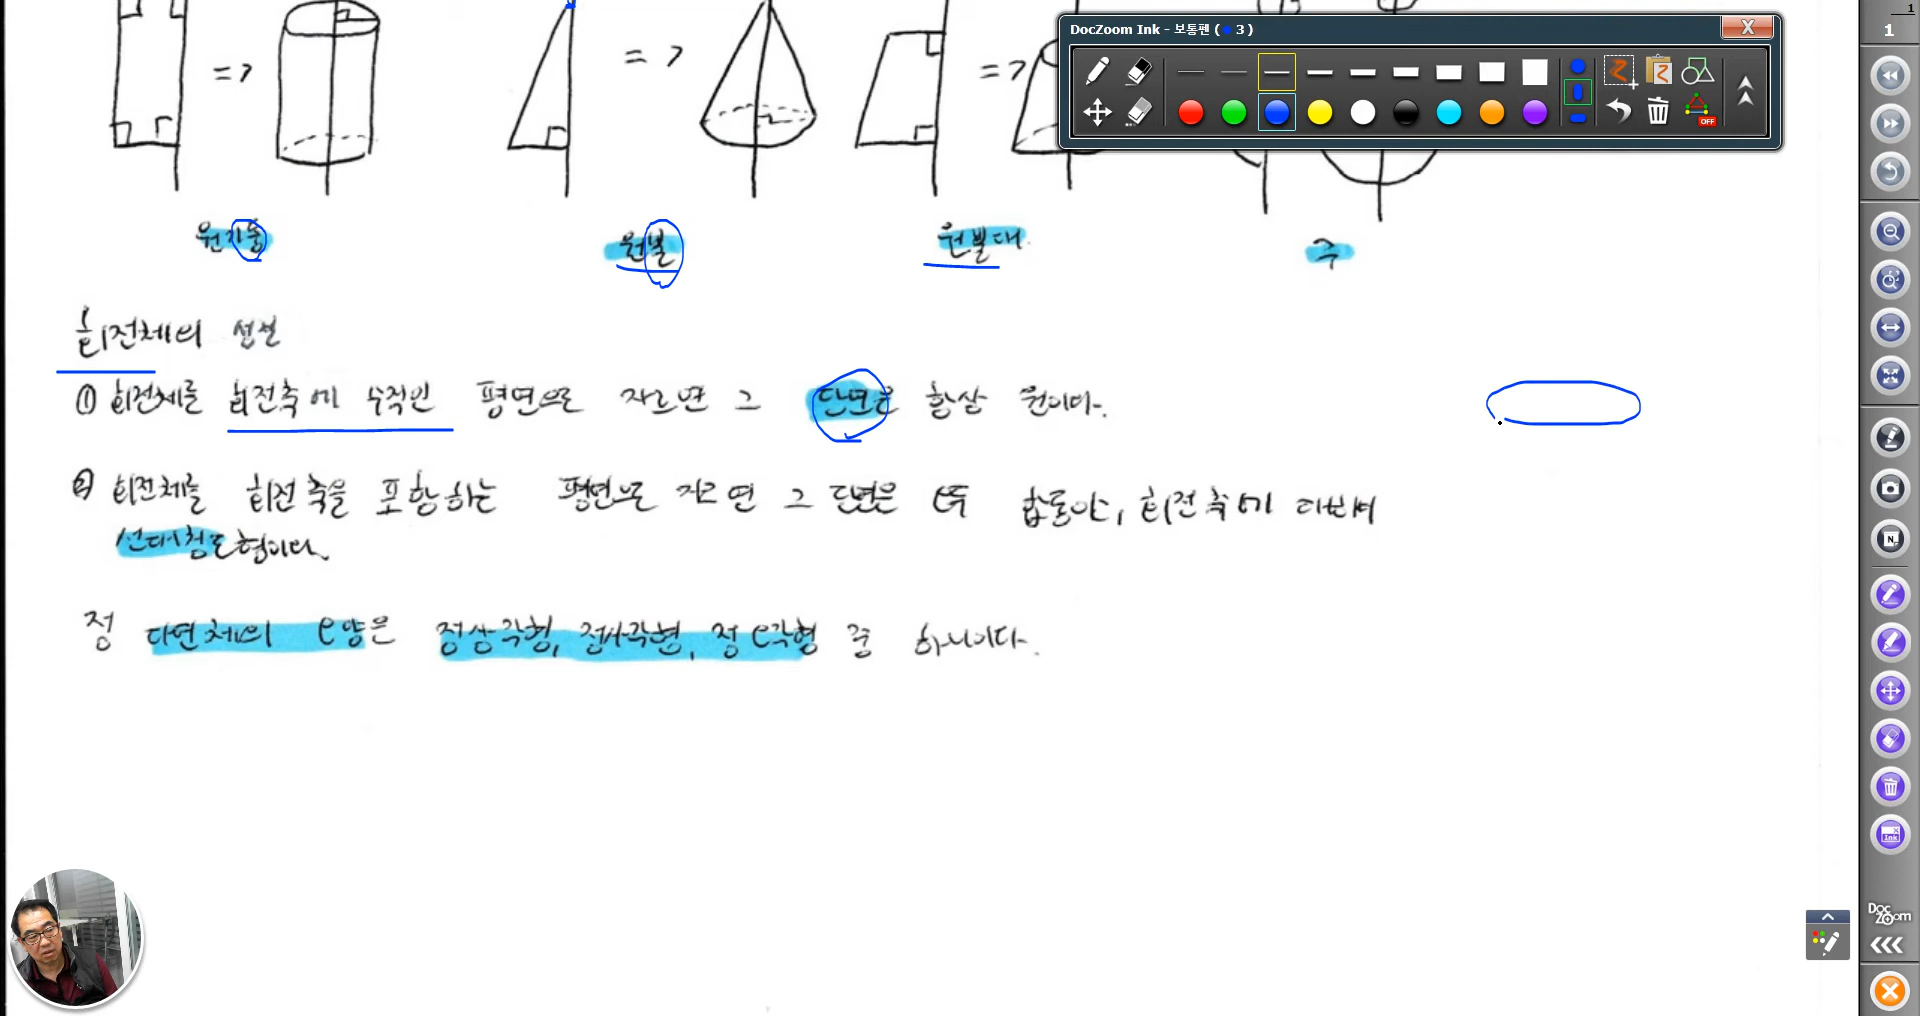 1
1
DocZoom Ink - 보통펜 ( 3 )
OFF
=>
=>
=>
원기둥
원뿔
원뿔대
구
회전체의 성질
① 회전체를 회전축에 수직인 평면으로 자르면 그 단면은 항상 원이다.
② 회전체를 회전축을 포함하는 평면으로 자르면 그 단면은 모두 합동이고, 회전축에 대하여
선대칭도형이다.
정 다면체의 모양은 정삼각형, 정사각형, 정오각형 중 하나이다.
N
Ink
Doc
Zoom